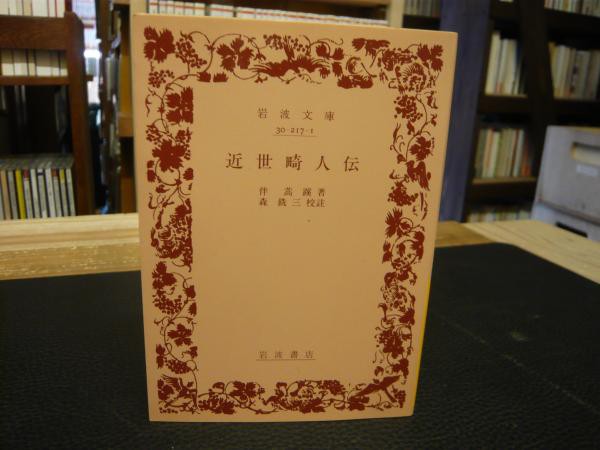 岩波文庫
30-217-1
近世畸人伝
伴蒿蹊著
森銑三校註
岩波書店